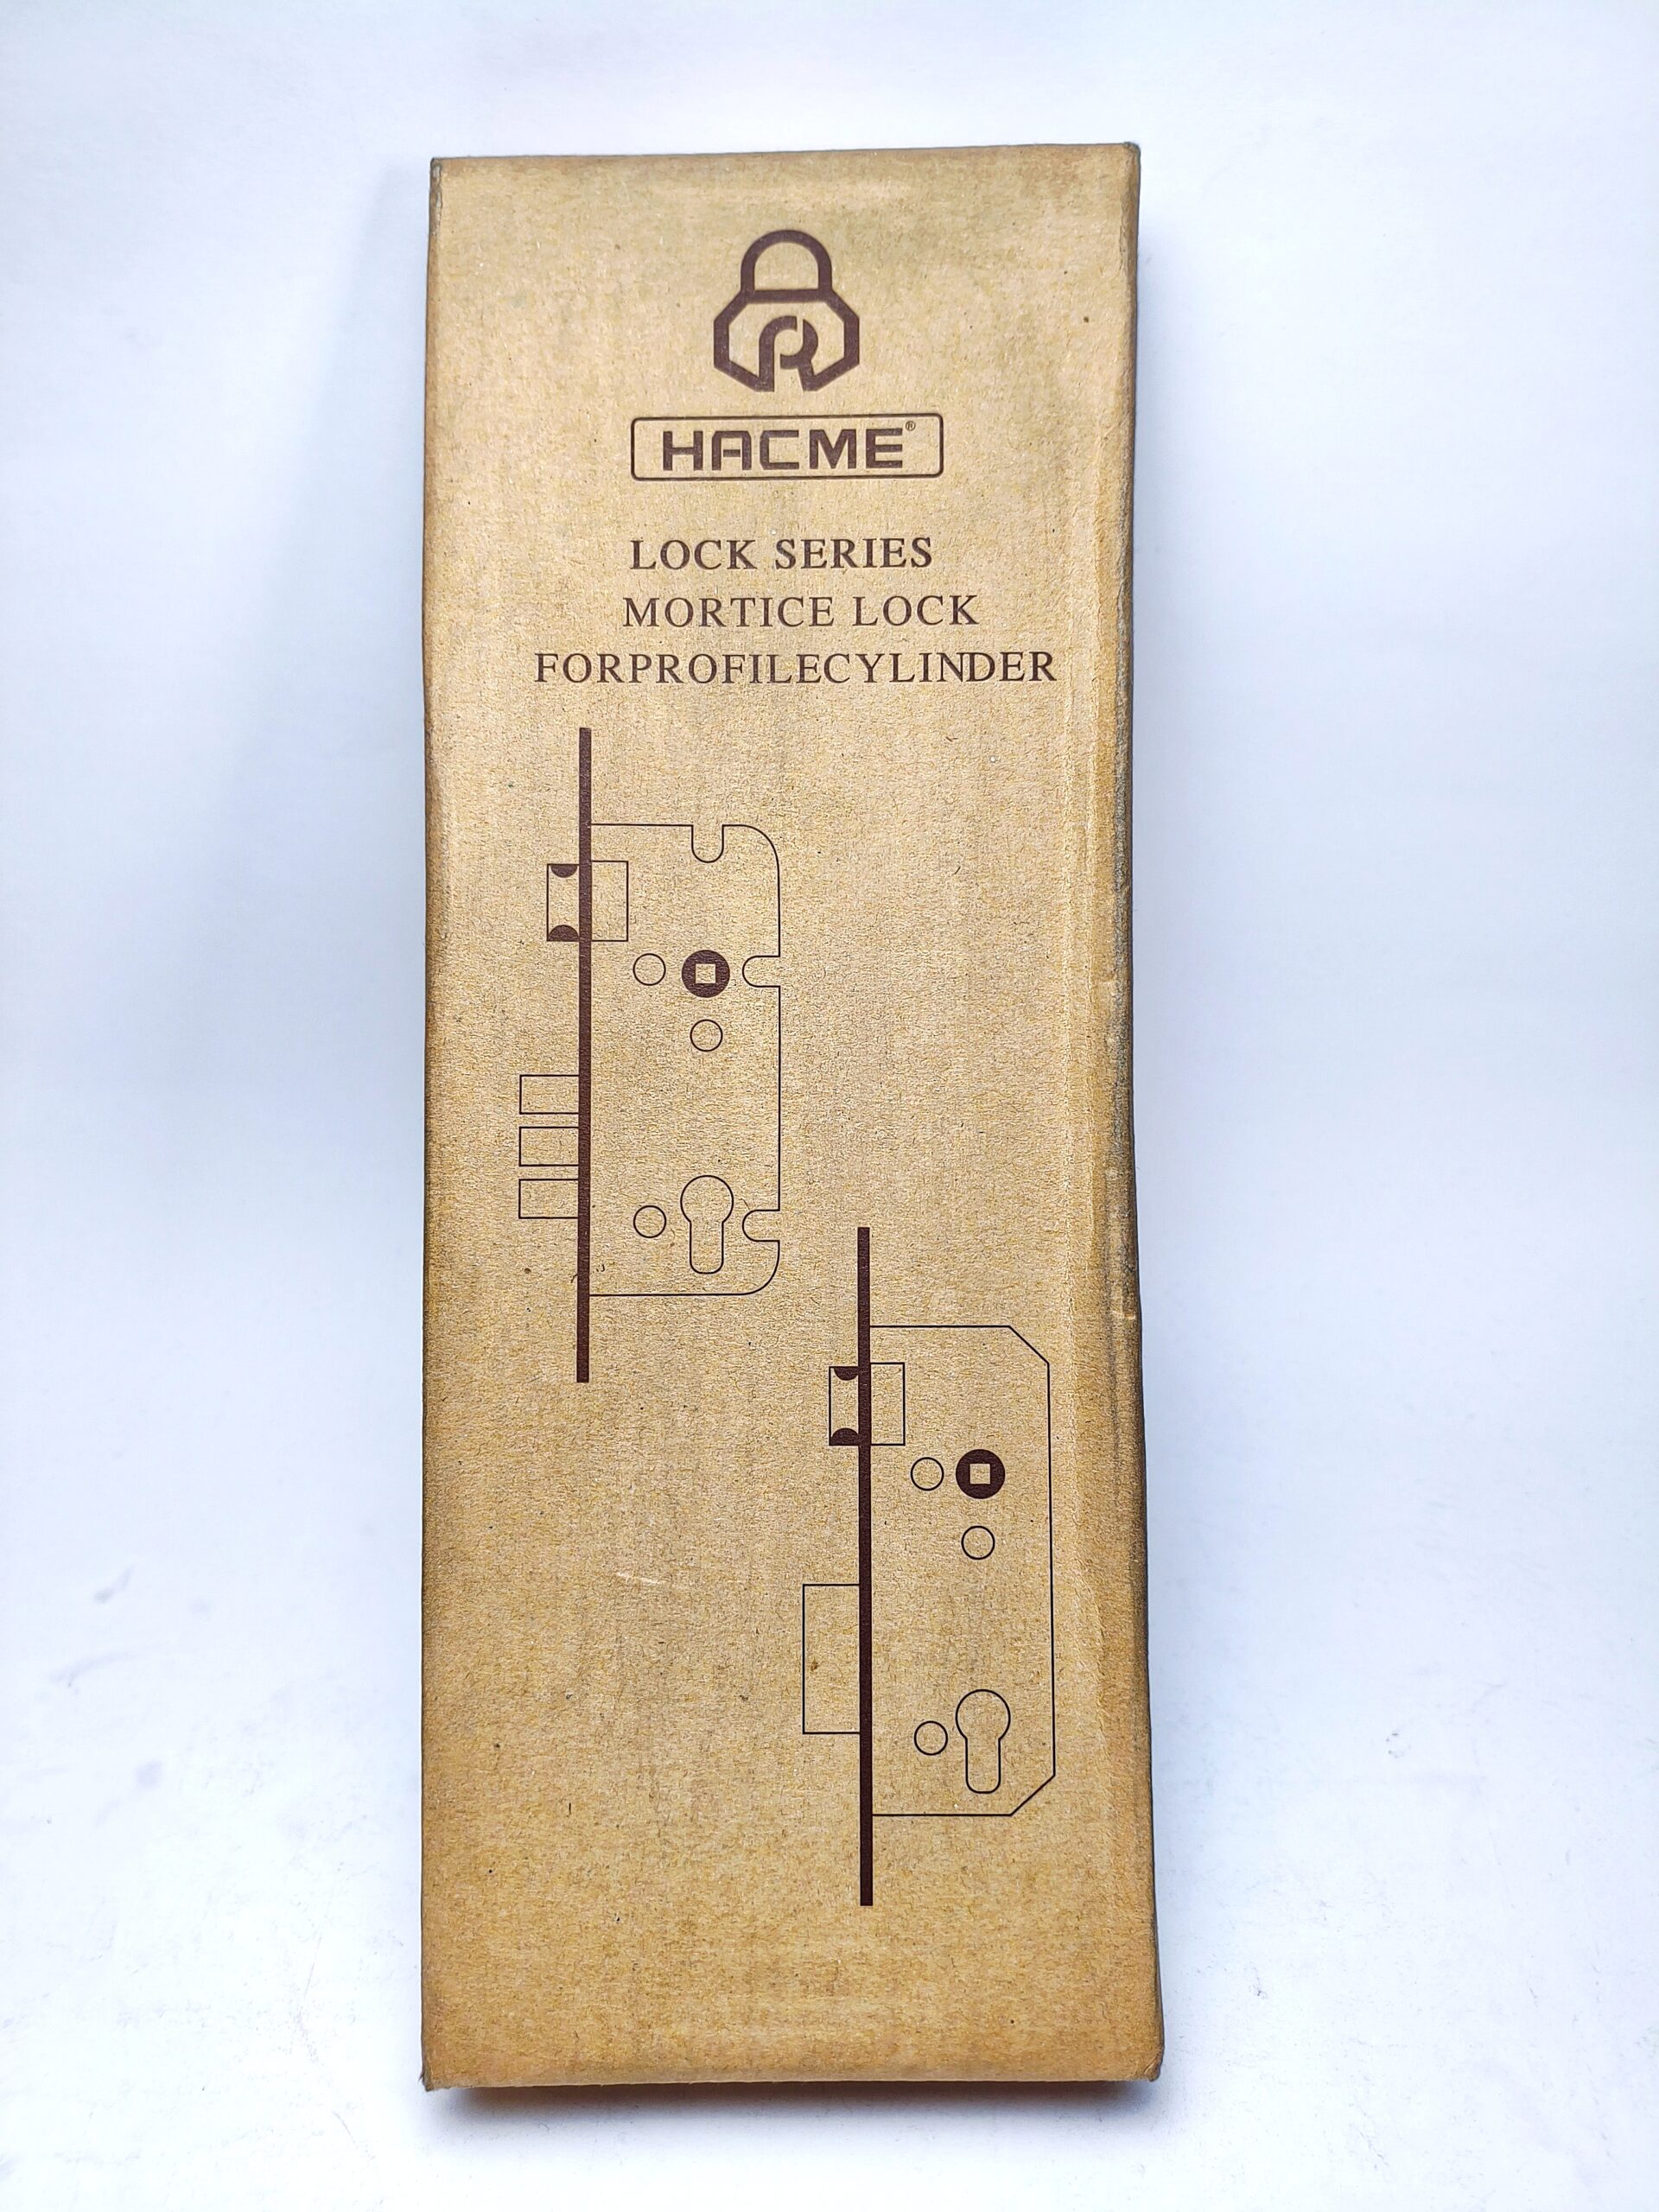 R
HACME®
LOCK SERIES
MORTICE LOCK
FORPROFILECYLINDER